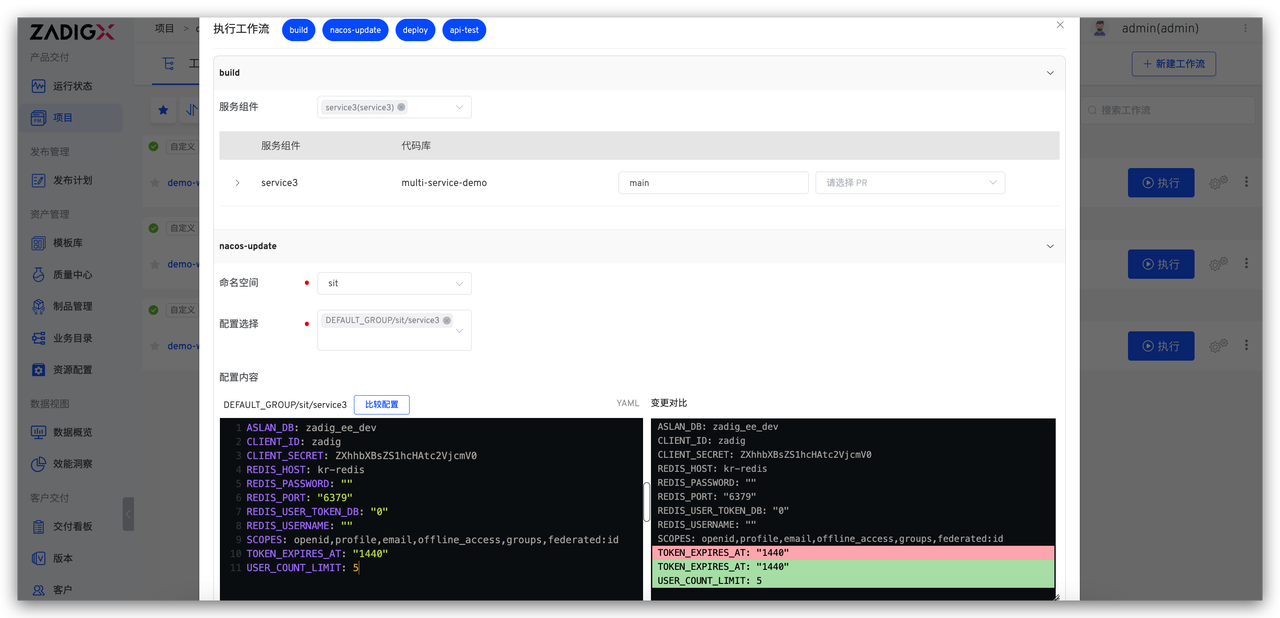 ZADIGX
产品交付
运行状态
项目
发布管理
发布计划
资产管理
模板库
质量中心
制品管理
业务目录
资源配置
数据视图
数据概览
效能洞察
客户交付
交付看板
版本
客户
项目 >
admin(admin)
新建工作流
搜索工作流
自定义
demo-w
执行
自定义
demo-w
执行
自定义
demo-w
执行
执行工作流 build nacos-update deploy api-test
build
服务组件 service3(service3)
服务组件 代码库
service3 multi-service-demo main 请选择 PR
nacos-update
命名空间 sit
配置选择 DEFAULT_GROUP/sit/service3
配置内容
DEFAULT_GROUP/sit/service3 比较配置 YAML
1 ASLAN_DB: zadig_ee_dev
2 CLIENT_ID: zadig
3 CLIENT_SECRET: ZXhhbXBsZS1hcHAtc2VjcmV0
4 REDIS_HOST: kr-redis
5 REDIS_PASSWORD: ""
6 REDIS_PORT: "6379"
7 REDIS_USER_TOKEN_DB: "0"
8 REDIS_USERNAME: ""
9 SCOPES: openid,profile,email,offline_access,groups,federated:id
10 TOKEN_EXPIRES_AT: "1440"
11 USER_COUNT_LIMIT: 5
变更对比
ASLAN_DB: zadig_ee_dev
CLIENT_ID: zadig
CLIENT_SECRET: ZXhhbXBsZS1hcHAtc2VjcmV0
REDIS_HOST: kr-redis
REDIS_PASSWORD: ""
REDIS_PORT: "6379"
REDIS_USER_TOKEN_DB: "0"
REDIS_USERNAME: ""
SCOPES: openid,profile,email,offline_access,groups,federated:id
TOKEN_EXPIRES_AT: "1440"
TOKEN_EXPIRES_AT: "1440"
USER_COUNT_LIMIT: 5